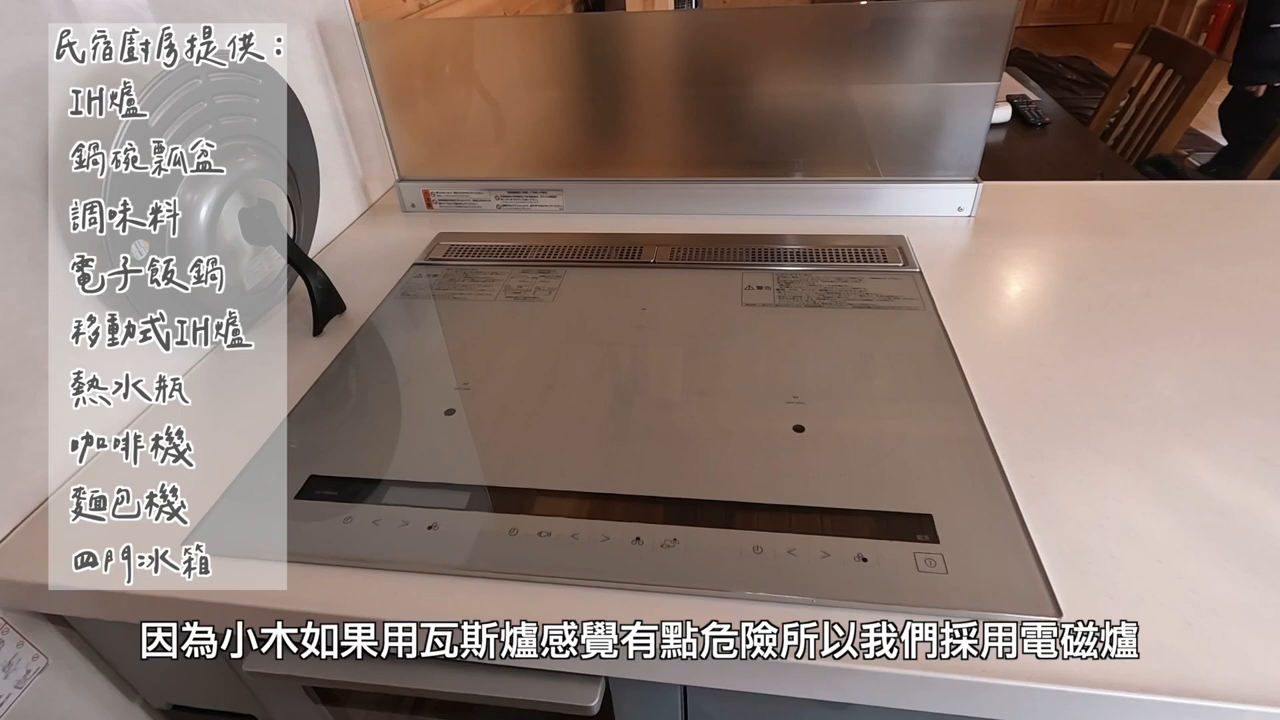 民宿廚房提供：
IH爐
鍋碗瓢盆
調味料
電子飯鍋
移動式IH爐
熱水瓶
咖啡機
麵包機
四門冰箱
因為小木如果用瓦斯爐感覺有點危險所以我們採用電磁爐